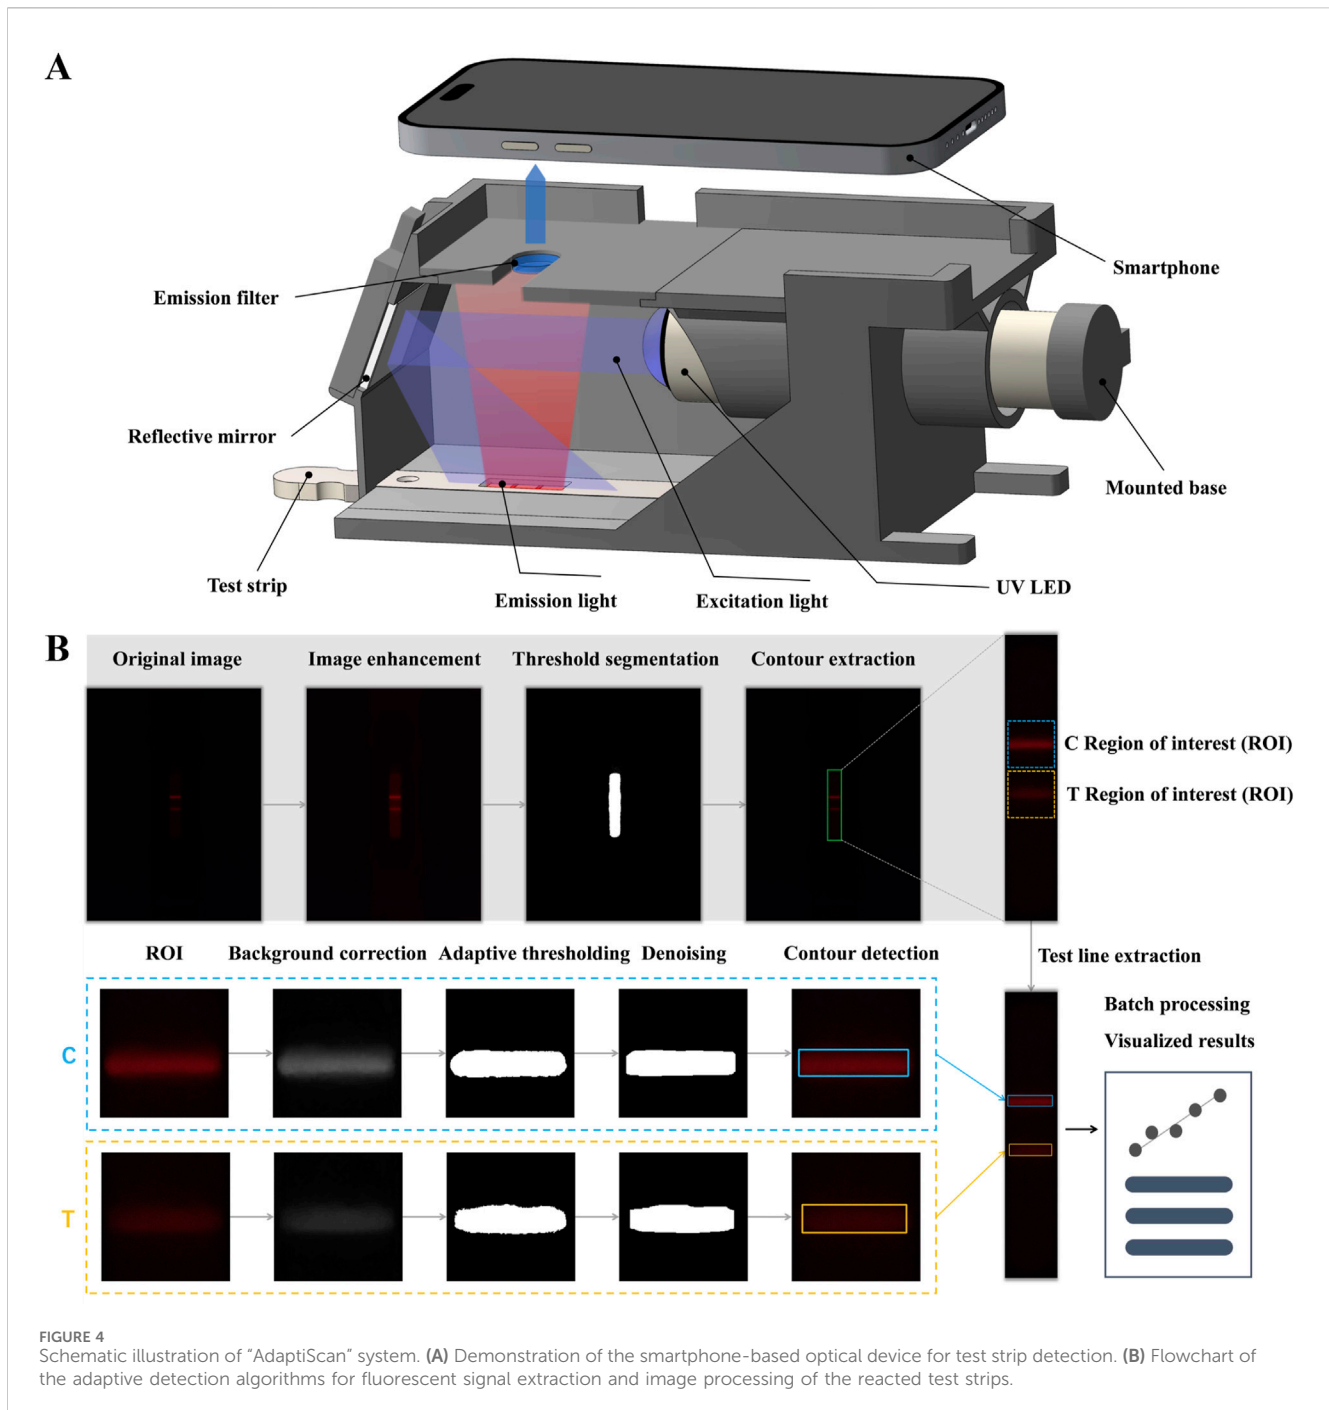 A
Emission filter
Smartphone
Reflective mirror
Mounted base
Test strip
Emission light
Excitation light
UV LED
B
Original image
Image enhancement
Threshold segmentation
Contour extraction
C Region of interest (ROI)
T Region of interest (ROI)
ROI
Background correction
Adaptive thresholding
Denoising
Contour detection
Test line extraction
Batch processing
Visualized results
C
T
FIGURE 4
Schematic illustration of “AdaptiScan” system. (A) Demonstration of the smartphone-based optical device for test strip detection. (B) Flowchart of
the adaptive detection algorithms for fluorescent signal extraction and image processing of the reacted test strips.